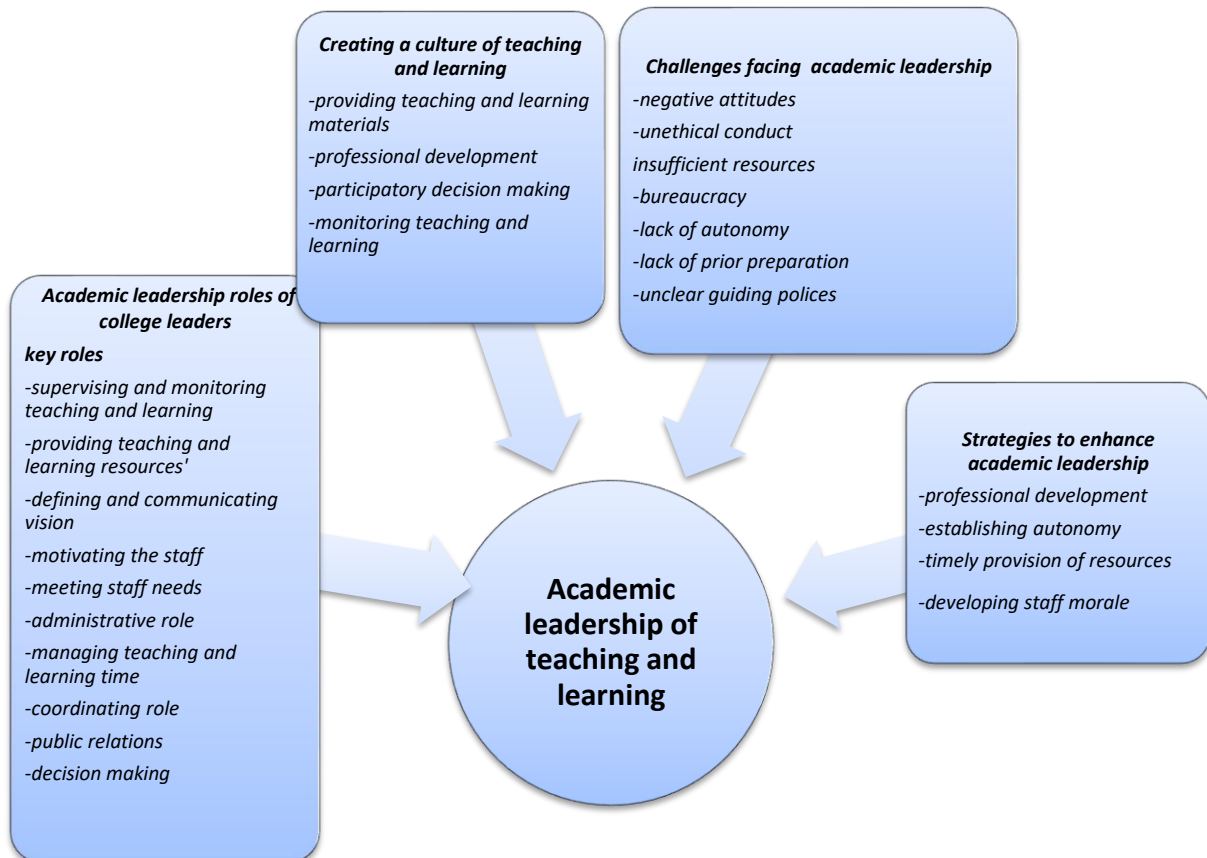 Creating a culture of teaching
and learning
-providing teaching and learning
materials
-professional development
-participatory decision making
-monitoring teaching and
learning
Challenges facing academic leadership
-negative attitudes
-unethical conduct
insufficient resources
-bureaucracy
-lack of autonomy
-lack of prior preparation
-unclear guiding polices
Academic leadership roles of
college leaders
key roles
-supervising and monitoring
teaching and learning
-providing teaching and
learning resources'
-defining and communicating
vision
-motivating the staff
-meeting staff needs
-administrative role
-managing teaching and
learning time
-coordinating role
-public relations
-decision making
Strategies to enhance
academic leadership
-professional development
-establishing autonomy
-timely provision of resources
-developing staff morale
Academic
leadership of
teaching and
learning